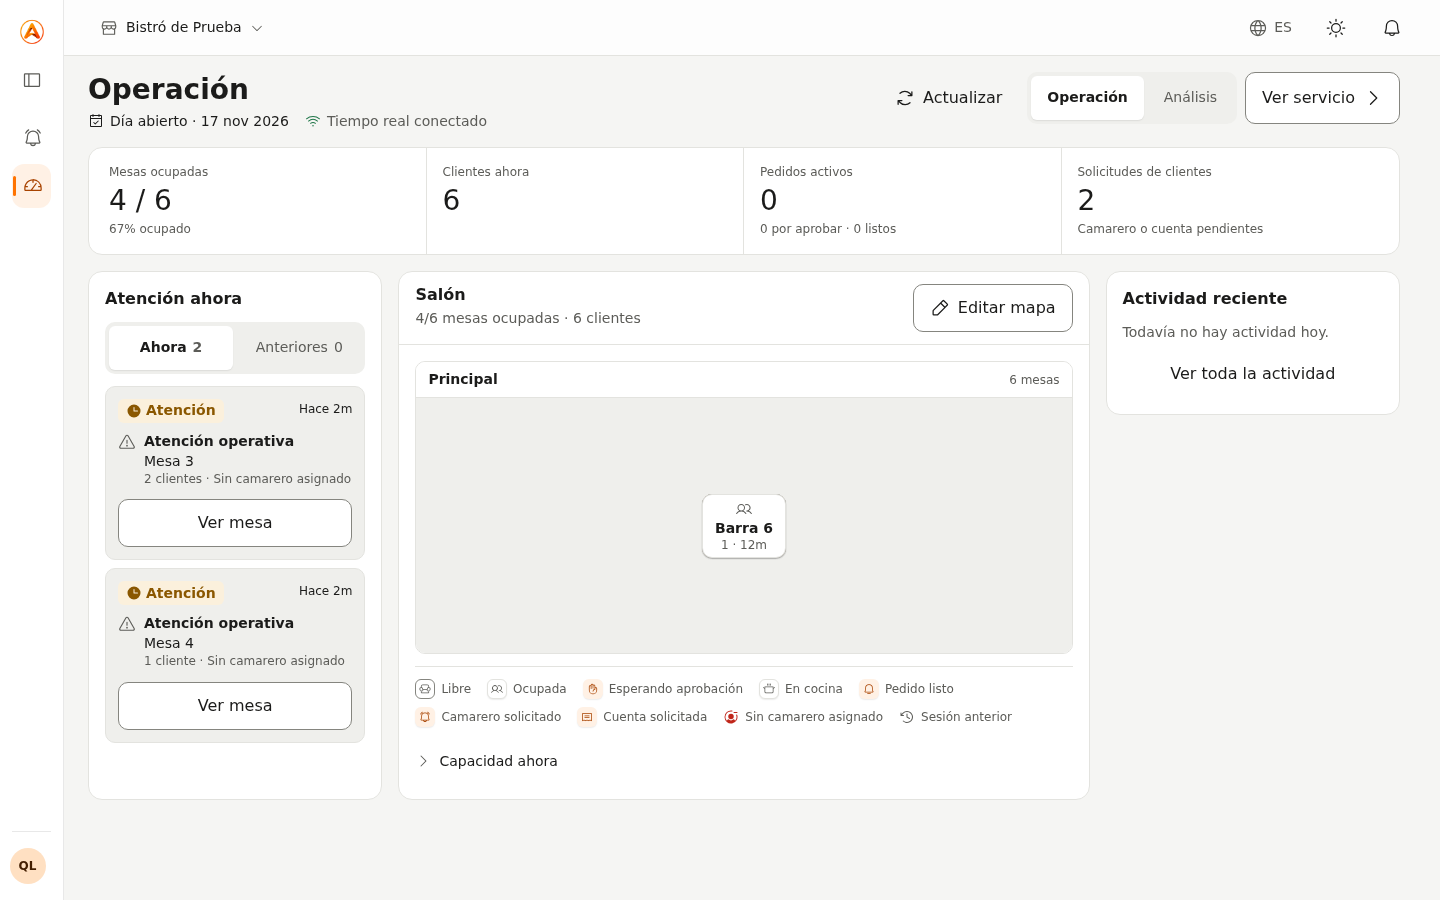 Bistró de Prueba
ES
Operación
Día abierto · 17 nov 2026
Tiempo real conectado
Actualizar
Operación
Análisis
Ver servicio
Mesas ocupadas
4 / 6
67% ocupado
Clientes ahora
6
Pedidos activos
0
0 por aprobar · 0 listos
Solicitudes de clientes
2
Camarero o cuenta pendientes
Atención ahora
Ahora 2
Anteriores 0
Atención
Hace 2m
Atención operativa
Mesa 3
2 clientes · Sin camarero asignado
Ver mesa
Atención
Hace 2m
Atención operativa
Mesa 4
1 cliente · Sin camarero asignado
Ver mesa
Salón
4/6 mesas ocupadas · 6 clientes
Editar mapa
Principal
6 mesas
Barra 6
1 · 12m
Libre
Ocupada
Esperando aprobación
En cocina
Pedido listo
Camarero solicitado
Cuenta solicitada
Sin camarero asignado
Sesión anterior
Capacidad ahora
Actividad reciente
Todavía no hay actividad hoy.
Ver toda la actividad
QL